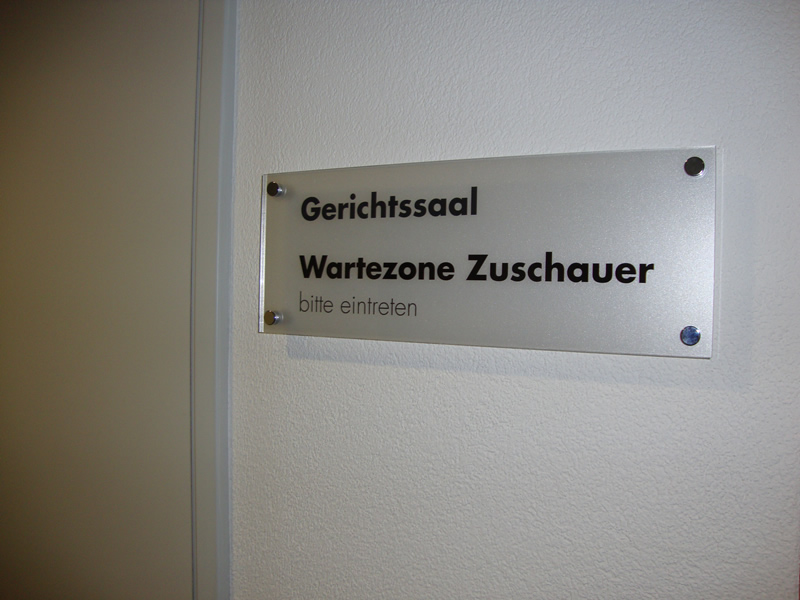 Gerichtssaal
Wartezone Zuschauer
bitte eintreten